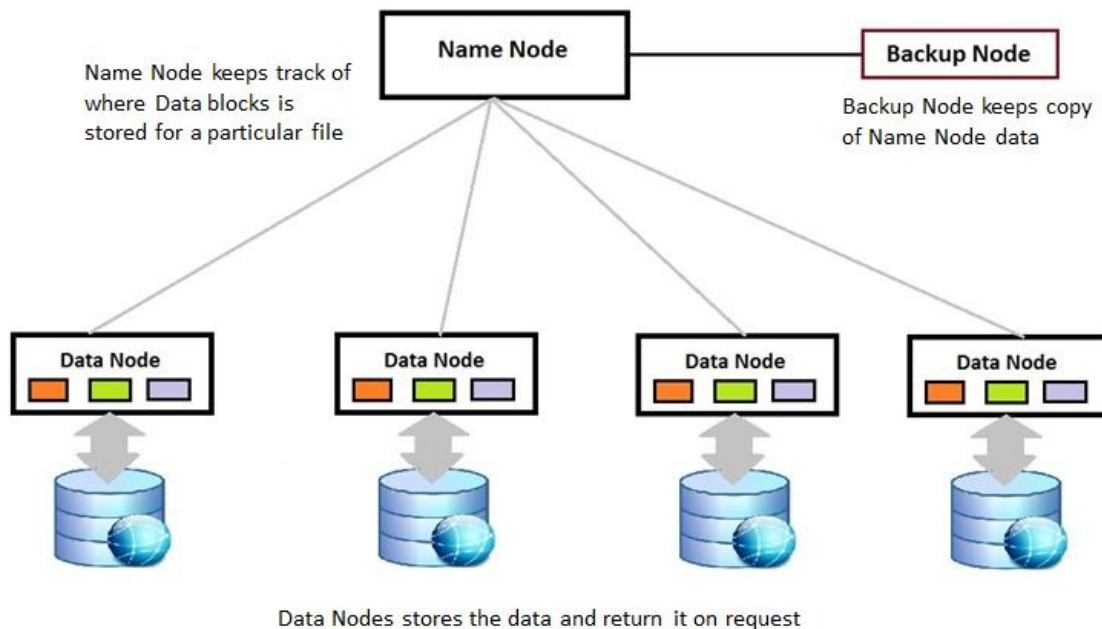 Name Node
Backup Node
Name Node keeps track of
where Data blocks is
stored for a particular file
Backup Node keeps copy
of Name Node data
Data Node
Data Node
Data Node
Data Node
Data Nodes stores the data and return it on request